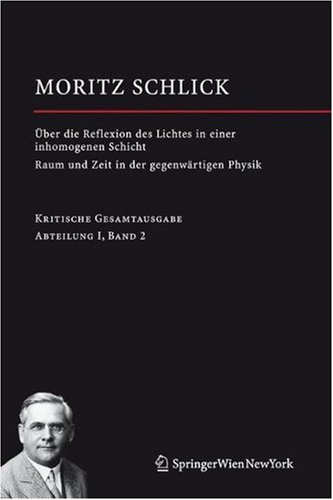 MORITZ SCHLICK
Über die Reflexion des Lichtes in einer
inhomogenen Schicht
Raum und Zeit in der gegenwärtigen Physik
KRITISCHE GESAMTAUSGABE
ABTEILUNG I, BAND 2
SpringerWienNewYork